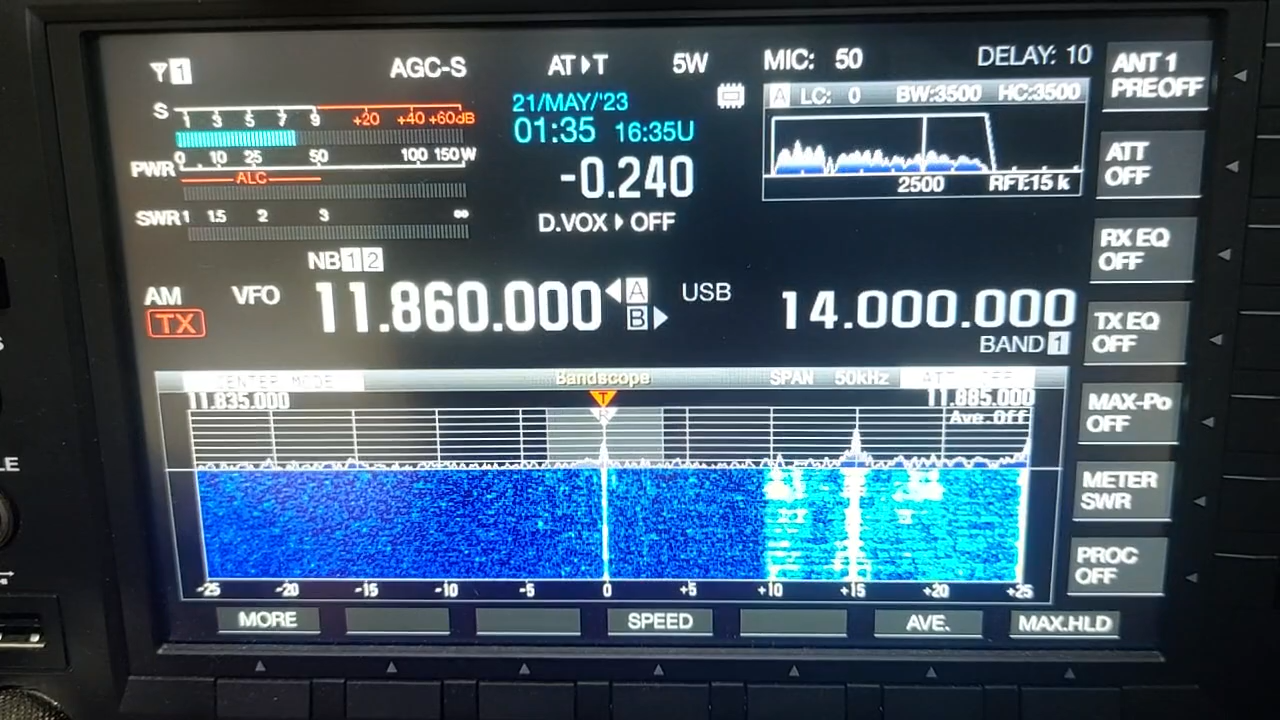 1 AGC-S AT▸T 5W MIC: 50 DELAY: 10
ANT 1
PREOFF
S 1 3 5 7 9 +20 +40 +60dB
21/MAY/'23
A LC: 0 BW:3500 HC:3500
01:35 16:35U
PWR 0 10 25 50 100 150W
ALC
-0.240
2500 RFT:15 k
ATT
OFF
SWR 1 1.5 2 3 ∞
D.VOX▸OFF
RX EQ
OFF
NB 1 2
AM VFO 11.860.000 A USB 14.000.000
TX B
BAND 1
TX EQ
OFF
CENTER MODE Bandscope SPAN 50kHz ATT OFF
11.835.000 T 11.885.000
R Ave.Off
MAX-Po
OFF
METER
SWR
PROC
OFF
-25 -20 -15 -10 -5 0 +5 +10 +15 +20 +25
MORE SPEED AVE. MAX.HLD